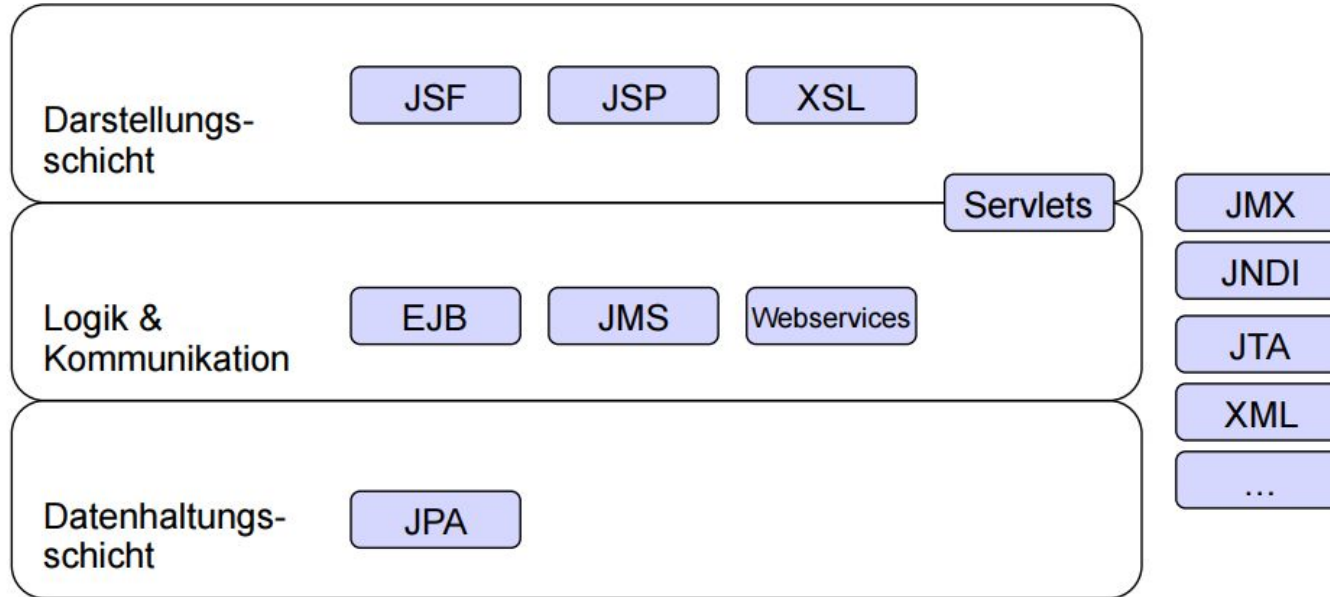 JSF
JSP
XSL
Darstellungs-
schicht
Servlets
JMX
JNDI
Logik &
Kommunikation
EJB
JMS
Webservices
JTA
XML
...
Datenhaltungs-
schicht
JPA